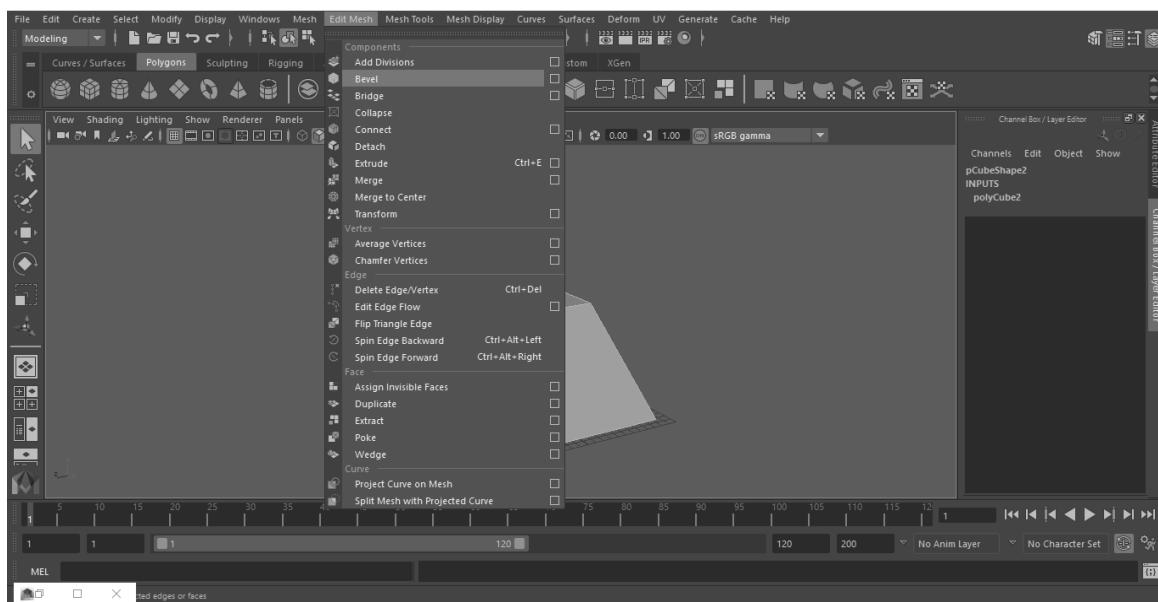 File Edit Create Select Modify Display Windows Mesh Edit Mesh Mesh Tools Mesh Display Curves Surfaces Deform UV Generate Cache Help
Modeling
Curves / Surfaces Polygons Sculpting Rigging stom XGen
View Shading Lighting Show Renderer Panels
0.00 1.00 sRGB gamma
Components
Add Divisions
Bevel
Bridge
Collapse
Connect
Detach
Extrude Ctrl+E
Merge
Merge to Center
Transform
Vertex
Average Vertices
Chamfer Vertices
Edge
Delete Edge/Vertex Ctrl+Del
Edit Edge Flow
Flip Triangle Edge
Spin Edge Backward Ctrl+Alt+Left
Spin Edge Forward Ctrl+Alt+Right
Face
Assign Invisible Faces
Duplicate
Extract
Poke
Wedge
Curve
Project Curve on Mesh
Split Mesh with Projected Curve
Channel Box / Layer Editor
Channels Edit Object Show
pCubeShape2
INPUTS
polyCube2
Attribute Editor
Channel Box / Layer Editor
5 10 15 20 25 30 35 75 80 85 90 95 100 105 110 115 12
1 1
1 1 1 120 120 200 No Anim Layer No Character Set
MEL
cted edges or faces